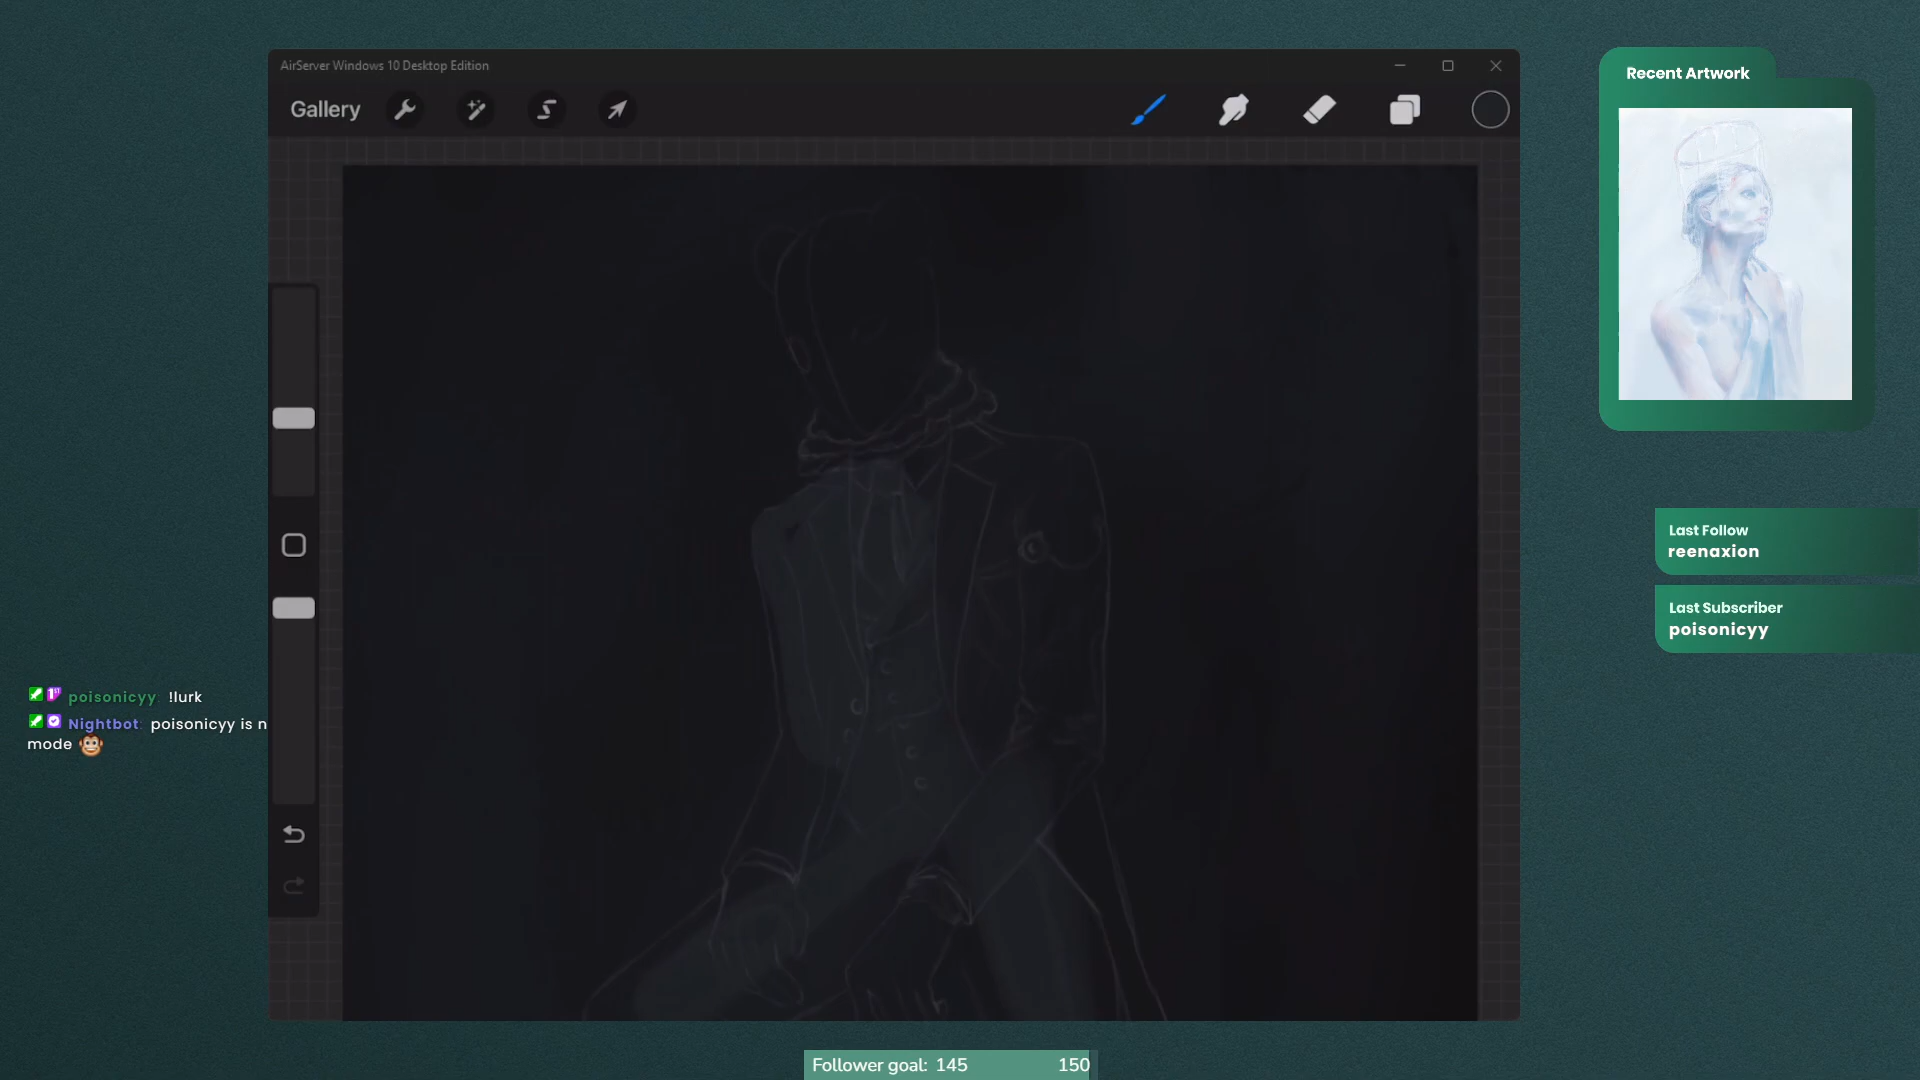 AirServer Windows 10 Desktop Edition
Gallery
Recent Artwork
Last Follow
reenaxion
Last Subscriber
poisonicyy
poisonicyy !lurk
Nightbot: poisonicyy is n
mode
Follower goal: 145 150